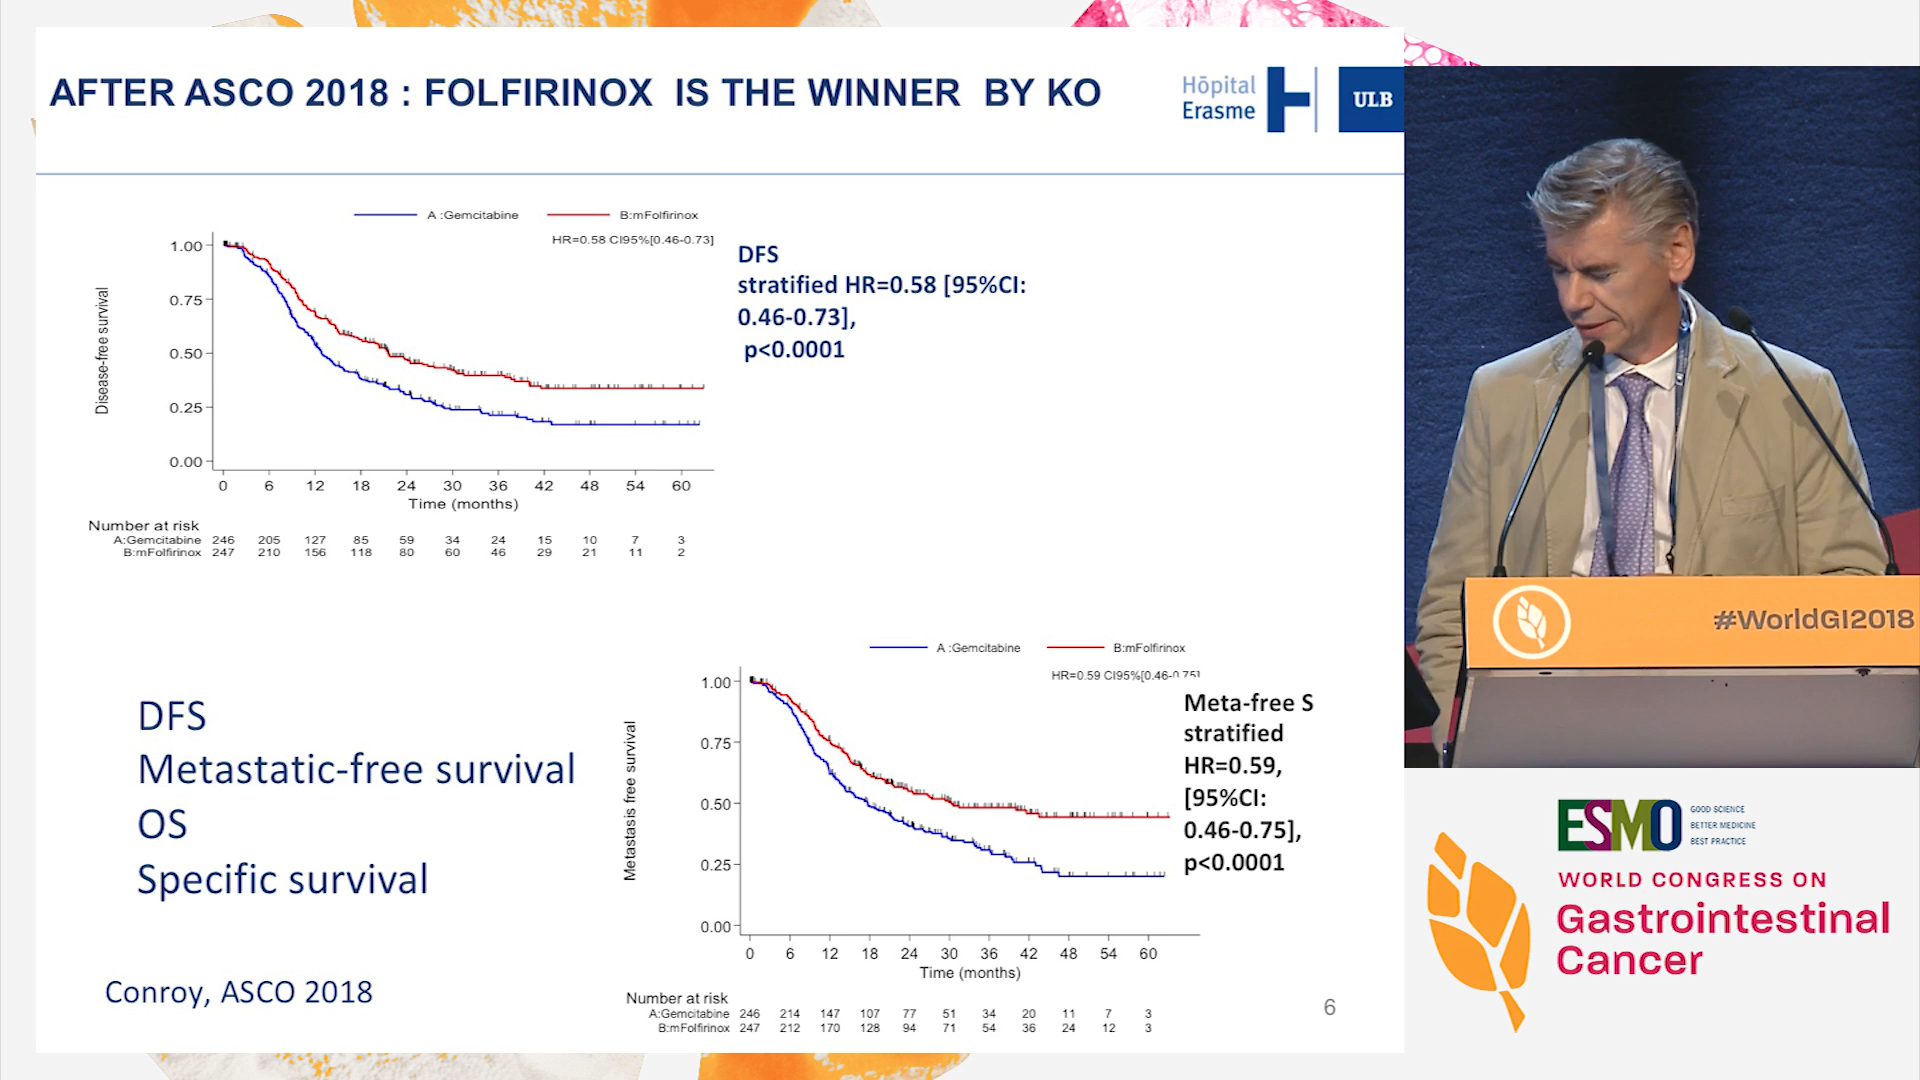 AFTER ASCO 2018 : FOLFIRINOX IS THE WINNER BY KO
Hôpital
Erasme
ULB
A :Gemcitabine
B:mFolfirinox
HR=0.58 CI95%[0.46-0.73]
Disease-free survival
1.00
0.75
0.50
0.25
0.00
0 6 12 18 24 30 36 42 48 54 60
Time (months)
Number at risk
A:Gemcitabine 246 205 127 85 59 34 24 15 10 7 3
B:mFolfirinox 247 210 156 118 80 60 46 29 21 11 2
DFS
stratified HR=0.58 [95%CI:
0.46-0.73],
p<0.0001
DFS
Metastatic-free survival
OS
Specific survival
Conroy, ASCO 2018
A :Gemcitabine
B:mFolfirinox
HR=0.59 CI95%[0.46-0.75]
Metastasis free survival
1.00
0.75
0.50
0.25
0.00
0 6 12 18 24 30 36 42 48 54 60
Time (months)
Number at risk
A:Gemcitabine 246 214 147 107 77 51 34 20 11 7 3
B:mFolfirinox 247 212 170 128 94 71 54 36 24 12 3
Meta-free S
stratified
HR=0.59,
[95%CI:
0.46-0.75],
p<0.0001
6
#WorldGI2018
ESMO
GOOD SCIENCE
BETTER MEDICINE
BEST PRACTICE
WORLD CONGRESS ON
Gastrointestinal
Cancer